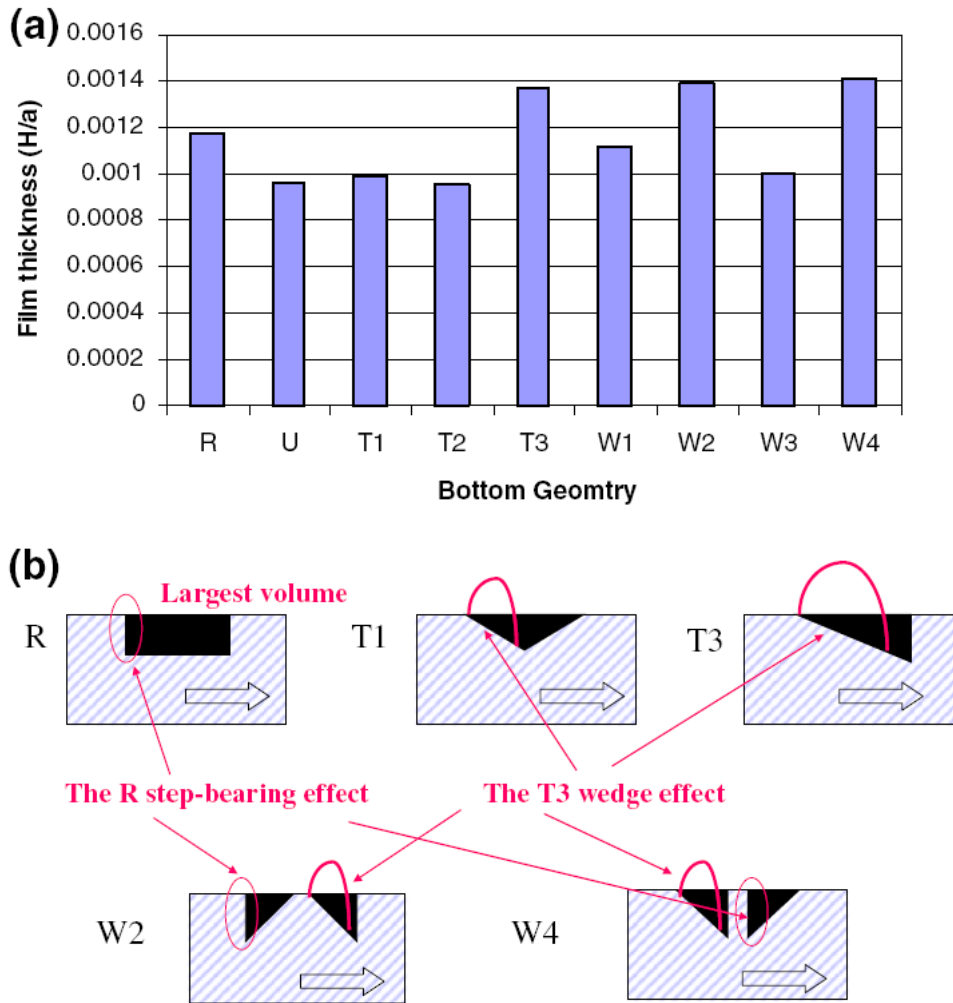 (a)
0.0016
0.0014
0.0012
0.001
0.0008
0.0006
0.0004
0.0002
0
Film thickness (H/a)
R U T1 T2 T3 W1 W2 W3 W4
Bottom Geomtry
(b)
Largest volume
R T1 T3
The R step-bearing effect The T3 wedge effect
W2 W4